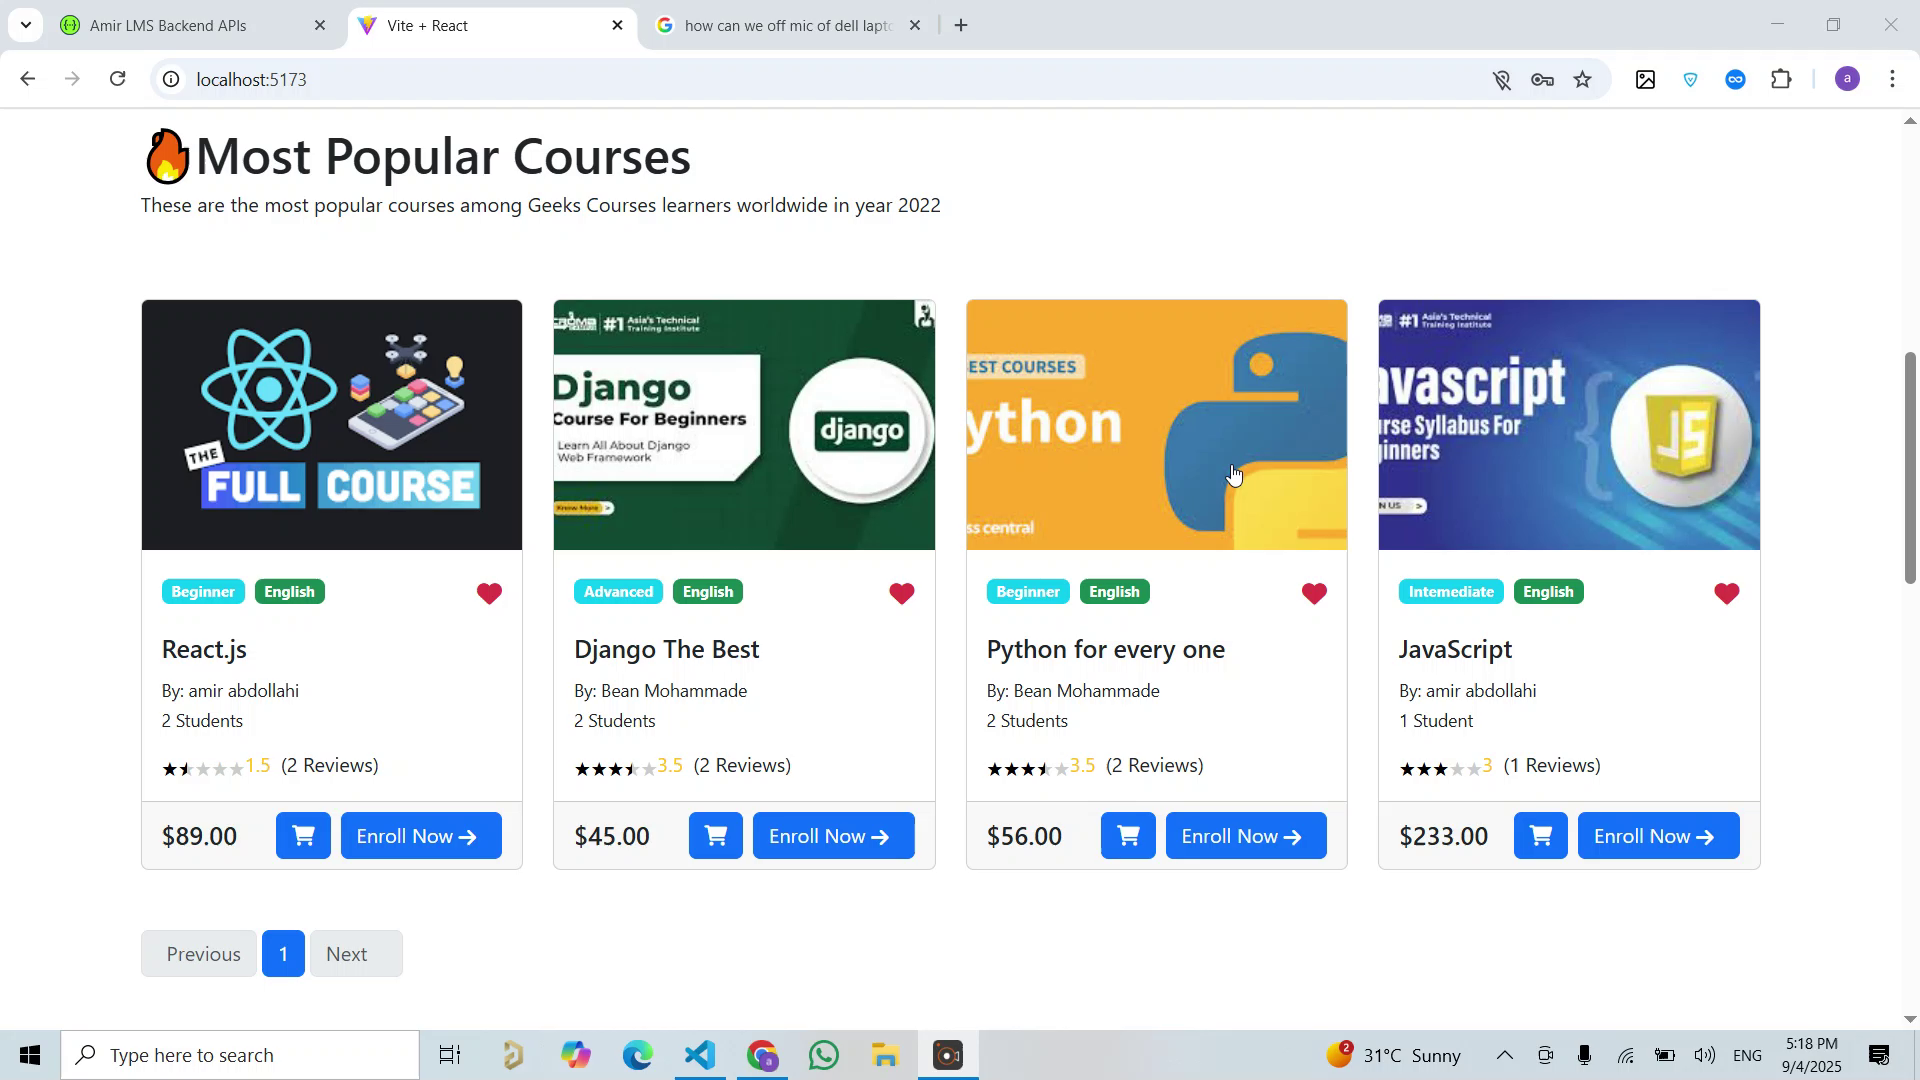 Amir LMS Backend APIs
Vite + React
how can we off mic of dell lapto
localhost:5173
a
Most Popular Courses
These are the most popular courses among Geeks Courses learners worldwide in year 2022
THE
FULL COURSE
#1 Asia's Technical
Training Institute
Django
Course For Beginners
Learn All About Django
Web Framework
Know More >
django
EST COURSES
ython
ss central
#1 Asia's Technical
Training Institute
avascript
rse Syllabus For
jinners
N US >
JS
Beginner English
React.js
By: amir abdollahi
2 Students
1.5 (2 Reviews)
$89.00 Enroll Now
Advanced English
Django The Best
By: Bean Mohammade
2 Students
3.5 (2 Reviews)
$45.00 Enroll Now
Beginner English
Python for every one
By: Bean Mohammade
2 Students
3.5 (2 Reviews)
$56.00 Enroll Now
Intemediate English
JavaScript
By: amir abdollahi
1 Student
3 (1 Reviews)
$233.00 Enroll Now
Previous 1 Next
Type here to search
a
2
31°C Sunny
ENG
5:18 PM
9/4/2025